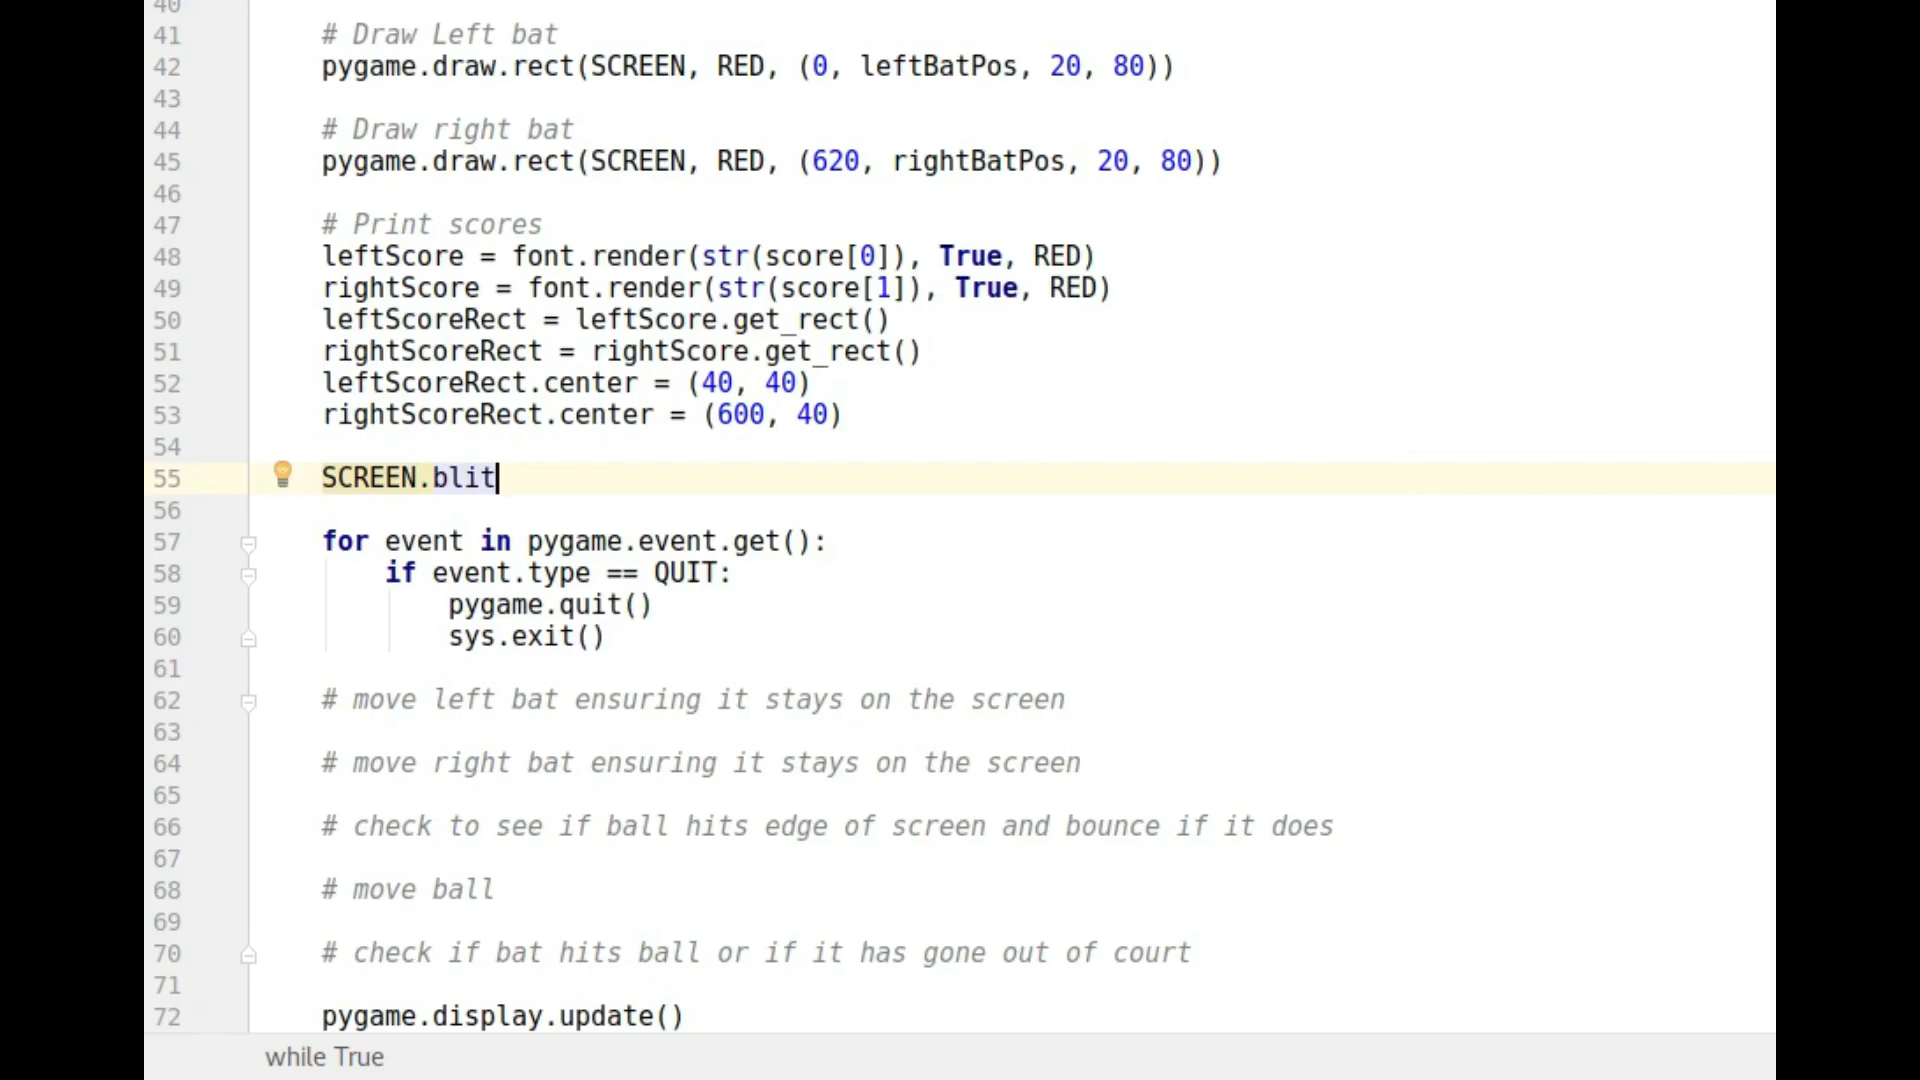 40
41 # Draw Left bat
42 pygame.draw.rect(SCREEN, RED, (0, leftBatPos, 20, 80))
43
44 # Draw right bat
45 pygame.draw.rect(SCREEN, RED, (620, rightBatPos, 20, 80))
46
47 # Print scores
48 leftScore = font.render(str(score[0]), True, RED)
49 rightScore = font.render(str(score[1]), True, RED)
50 leftScoreRect = leftScore.get_rect()
51 rightScoreRect = rightScore.get_rect()
52 leftScoreRect.center = (40, 40)
53 rightScoreRect.center = (600, 40)
54
55 SCREEN.blit
56
57 for event in pygame.event.get():
58 if event.type == QUIT:
59 pygame.quit()
60 sys.exit()
61
62 # move left bat ensuring it stays on the screen
63
64 # move right bat ensuring it stays on the screen
65
66 # check to see if ball hits edge of screen and bounce if it does
67
68 # move ball
69
70 # check if bat hits ball or if it has gone out of court
71
72 pygame.display.update()
while True